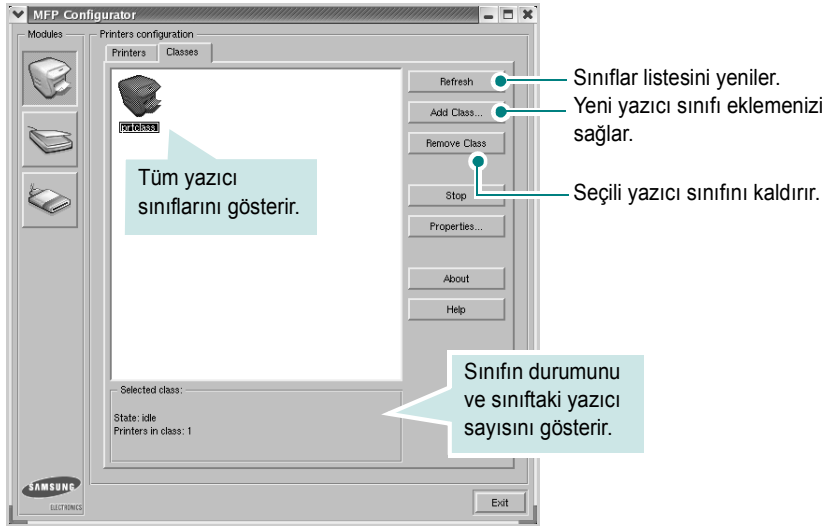 MFP Configurator
Modules
Printers configuration
Printers
Classes
prtclass
Tüm yazıcı
sınıflarını gösterir.
Refresh
Sınıflar listesini yeniler.
Add Class...
Yeni yazıcı sınıfı eklemenizi
sağlar.
Remove Class
Seçili yazıcı sınıfını kaldırır.
Stop
Properties...
About
Help
Selected class:
State: idle
Printers in class: 1
Sınıfın durumunu
ve sınıftaki yazıcı
sayısını gösterir.
SAMSUNG
ELECTRONICS
Exit